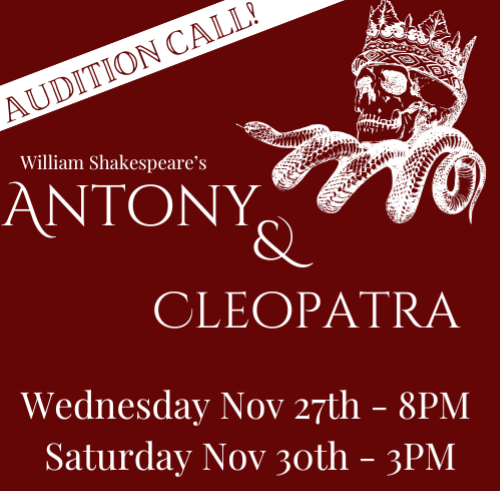 AUDITION CALL!
William Shakespeare's
ANTONY
&
CLEOPATRA
Wednesday Nov 27th - 8PM
Saturday Nov 30th - 3PM